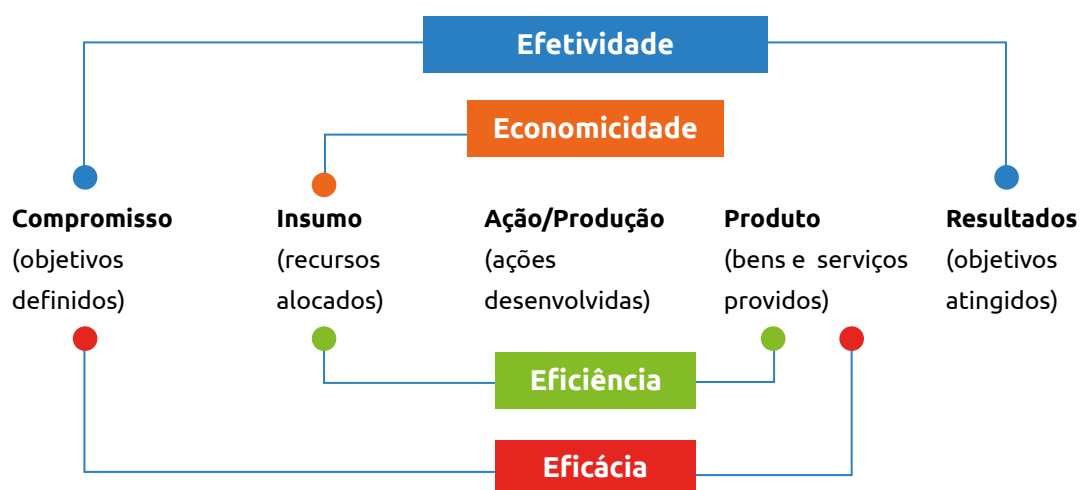 Efetividade
Economicidade
Compromisso
(objetivos
definidos)
Insumo
(recursos
alocados)
Ação/Produção
(ações
desenvolvidas)
Produto
(bens e serviços
providos)
Resultados
(objetivos
atingidos)
Eficiência
Eficácia